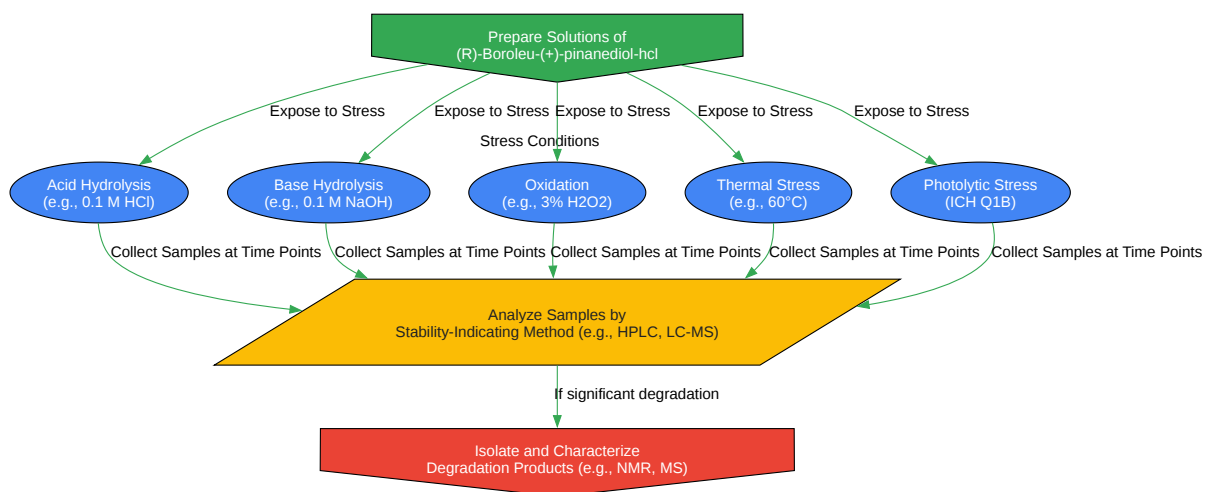 Prepare Solutions of
(R)-Boroleu-(+)-pinanediol-hcl
Expose to Stress
Expose to Stress
Expose to Stress
Expose to Stress
Expose to Stress
Stress Conditions
Acid Hydrolysis
(e.g., 0.1 M HCl)
Base Hydrolysis
(e.g., 0.1 M NaOH)
Oxidation
(e.g., 3% H2O2)
Thermal Stress
(e.g., 60°C)
Photolytic Stress
(ICH Q1B)
Collect Samples at Time Points
Collect Samples at Time Points
Collect Samples at Time Points
Collect Samples at Time Points
Collect Samples at Time Points
Analyze Samples by
Stability-Indicating Method (e.g., HPLC, LC-MS)
If significant degradation
Isolate and Characterize
Degradation Products (e.g., NMR, MS)